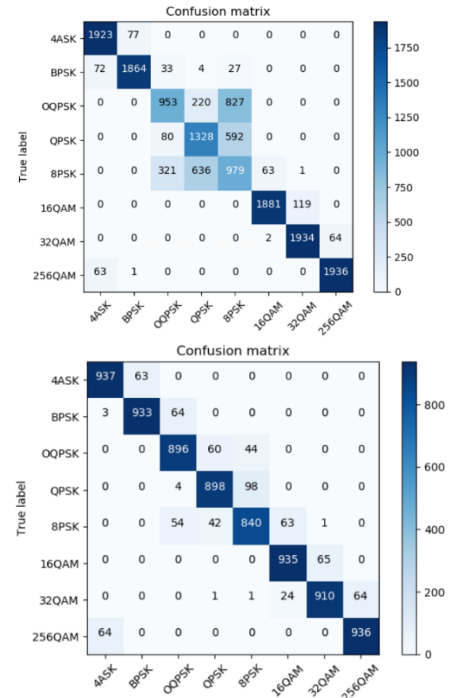 Confusion matrix
4ASK 1923 77 0 0 0 0 0 0
BPSK 72 1864 33 4 27 0 0 0
OQPSK 0 0 953 220 827 0 0 0
QPSK 0 0 80 1328 592 0 0 0
8PSK 0 0 321 636 979 63 1 0
16QAM 0 0 0 0 0 1881 119 0
32QAM 0 0 0 0 0 2 1934 64
256QAM 63 1 0 0 0 0 0 1936
True label
4ASK BPSK OQPSK QPSK 8PSK 16QAM 32QAM 256QAM
1750
1500
1250
1000
750
500
250
0
Confusion matrix
4ASK 937 63 0 0 0 0 0 0
BPSK 3 933 64 0 0 0 0 0
OQPSK 0 0 896 60 44 0 0 0
QPSK 0 0 4 898 98 0 0 0
8PSK 0 0 54 42 840 63 1 0
16QAM 0 0 0 0 0 935 65 0
32QAM 0 0 0 1 1 24 910 64
256QAM 64 0 0 0 0 0 0 936
True label
4ASK BPSK OQPSK QPSK 8PSK 16QAM 32QAM 256QAM
800
600
400
200
0